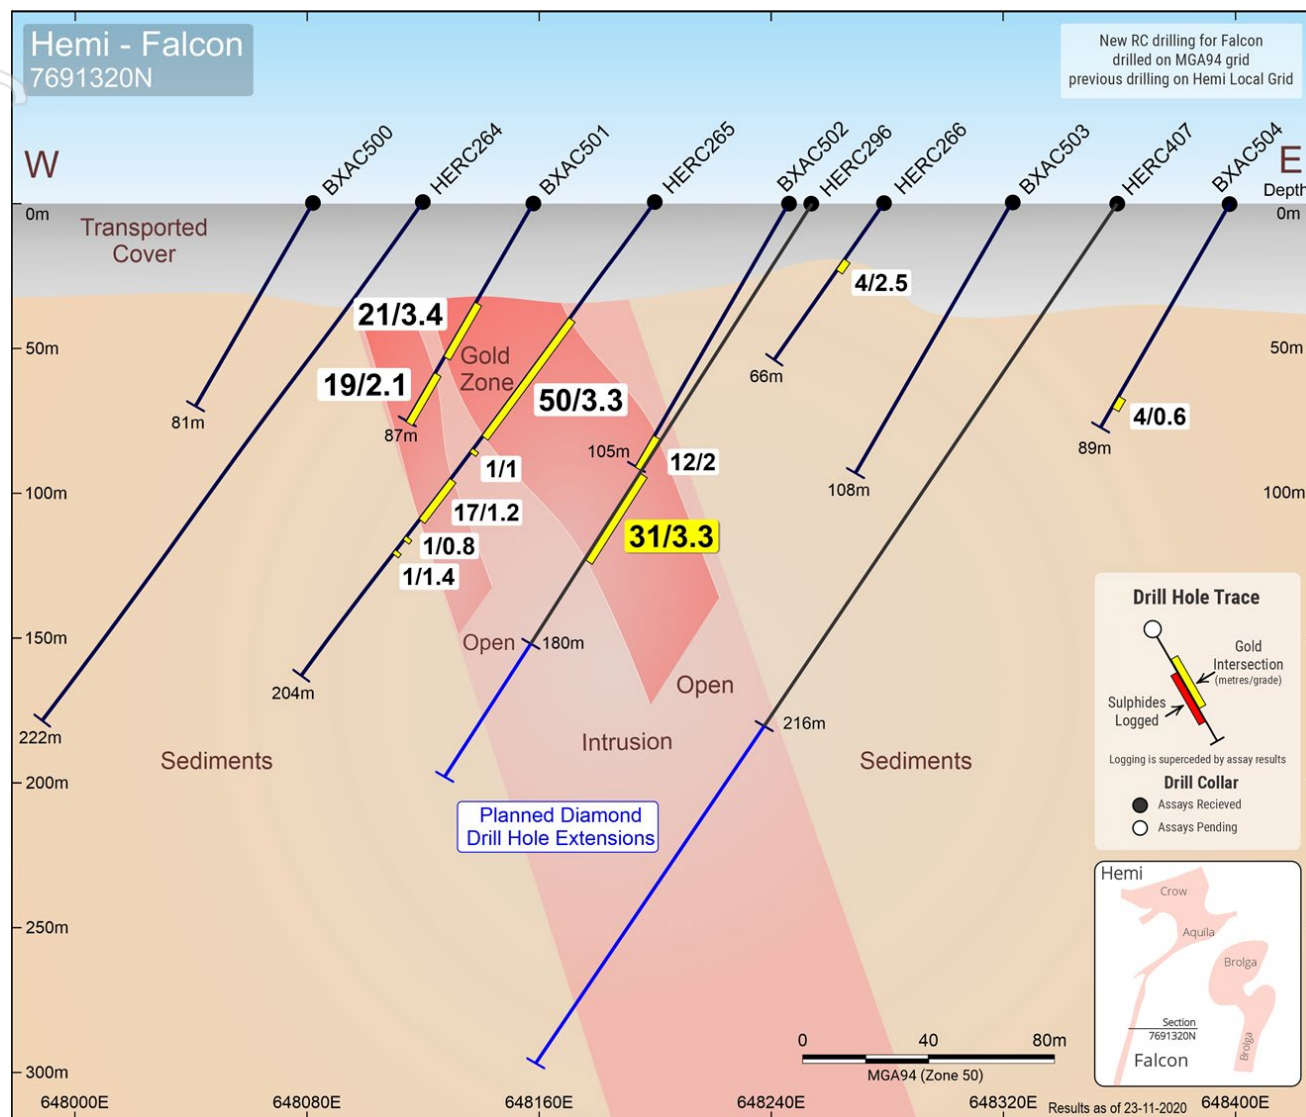 Hemi - Falcon
7691320N
New RC drilling for Falcon
drilled on MGA94 grid
previous drilling on Hemi Local Grid
W
E
BXAC500
HERC264
BXAC501
HERC265
BXAC502
HERC296
HERC266
BXAC503
HERC407
BXAC504
Depth
0m
0m
Transported
Cover
21/3.4
4/2.5
50m
50m
Gold
Zone
19/2.1
50/3.3
66m
81m
87m
4/0.6
89m
105m
12/2
1/1
108m
100m
100m
17/1.2
31/3.3
1/0.8
1/1.4
150m
Open
180m
204m
Open
222m
216m
Intrusion
Sediments
Sediments
200m
Planned Diamond
Drill Hole Extensions
250m
300m
Drill Hole Trace
Gold
Intersection
(metres/grade)
Sulphides
Logged
Logging is superceded by assay results
Drill Collar
Assays Recieved
Assays Pending
Hemi
Crow
Aquila
Brolga
Section
7691320N
Brolga
Falcon
0 40 80m
MGA94 (Zone 50)
648000E 648080E 648160E 648240E 648320E 648400E
Results as of 23-11-2020